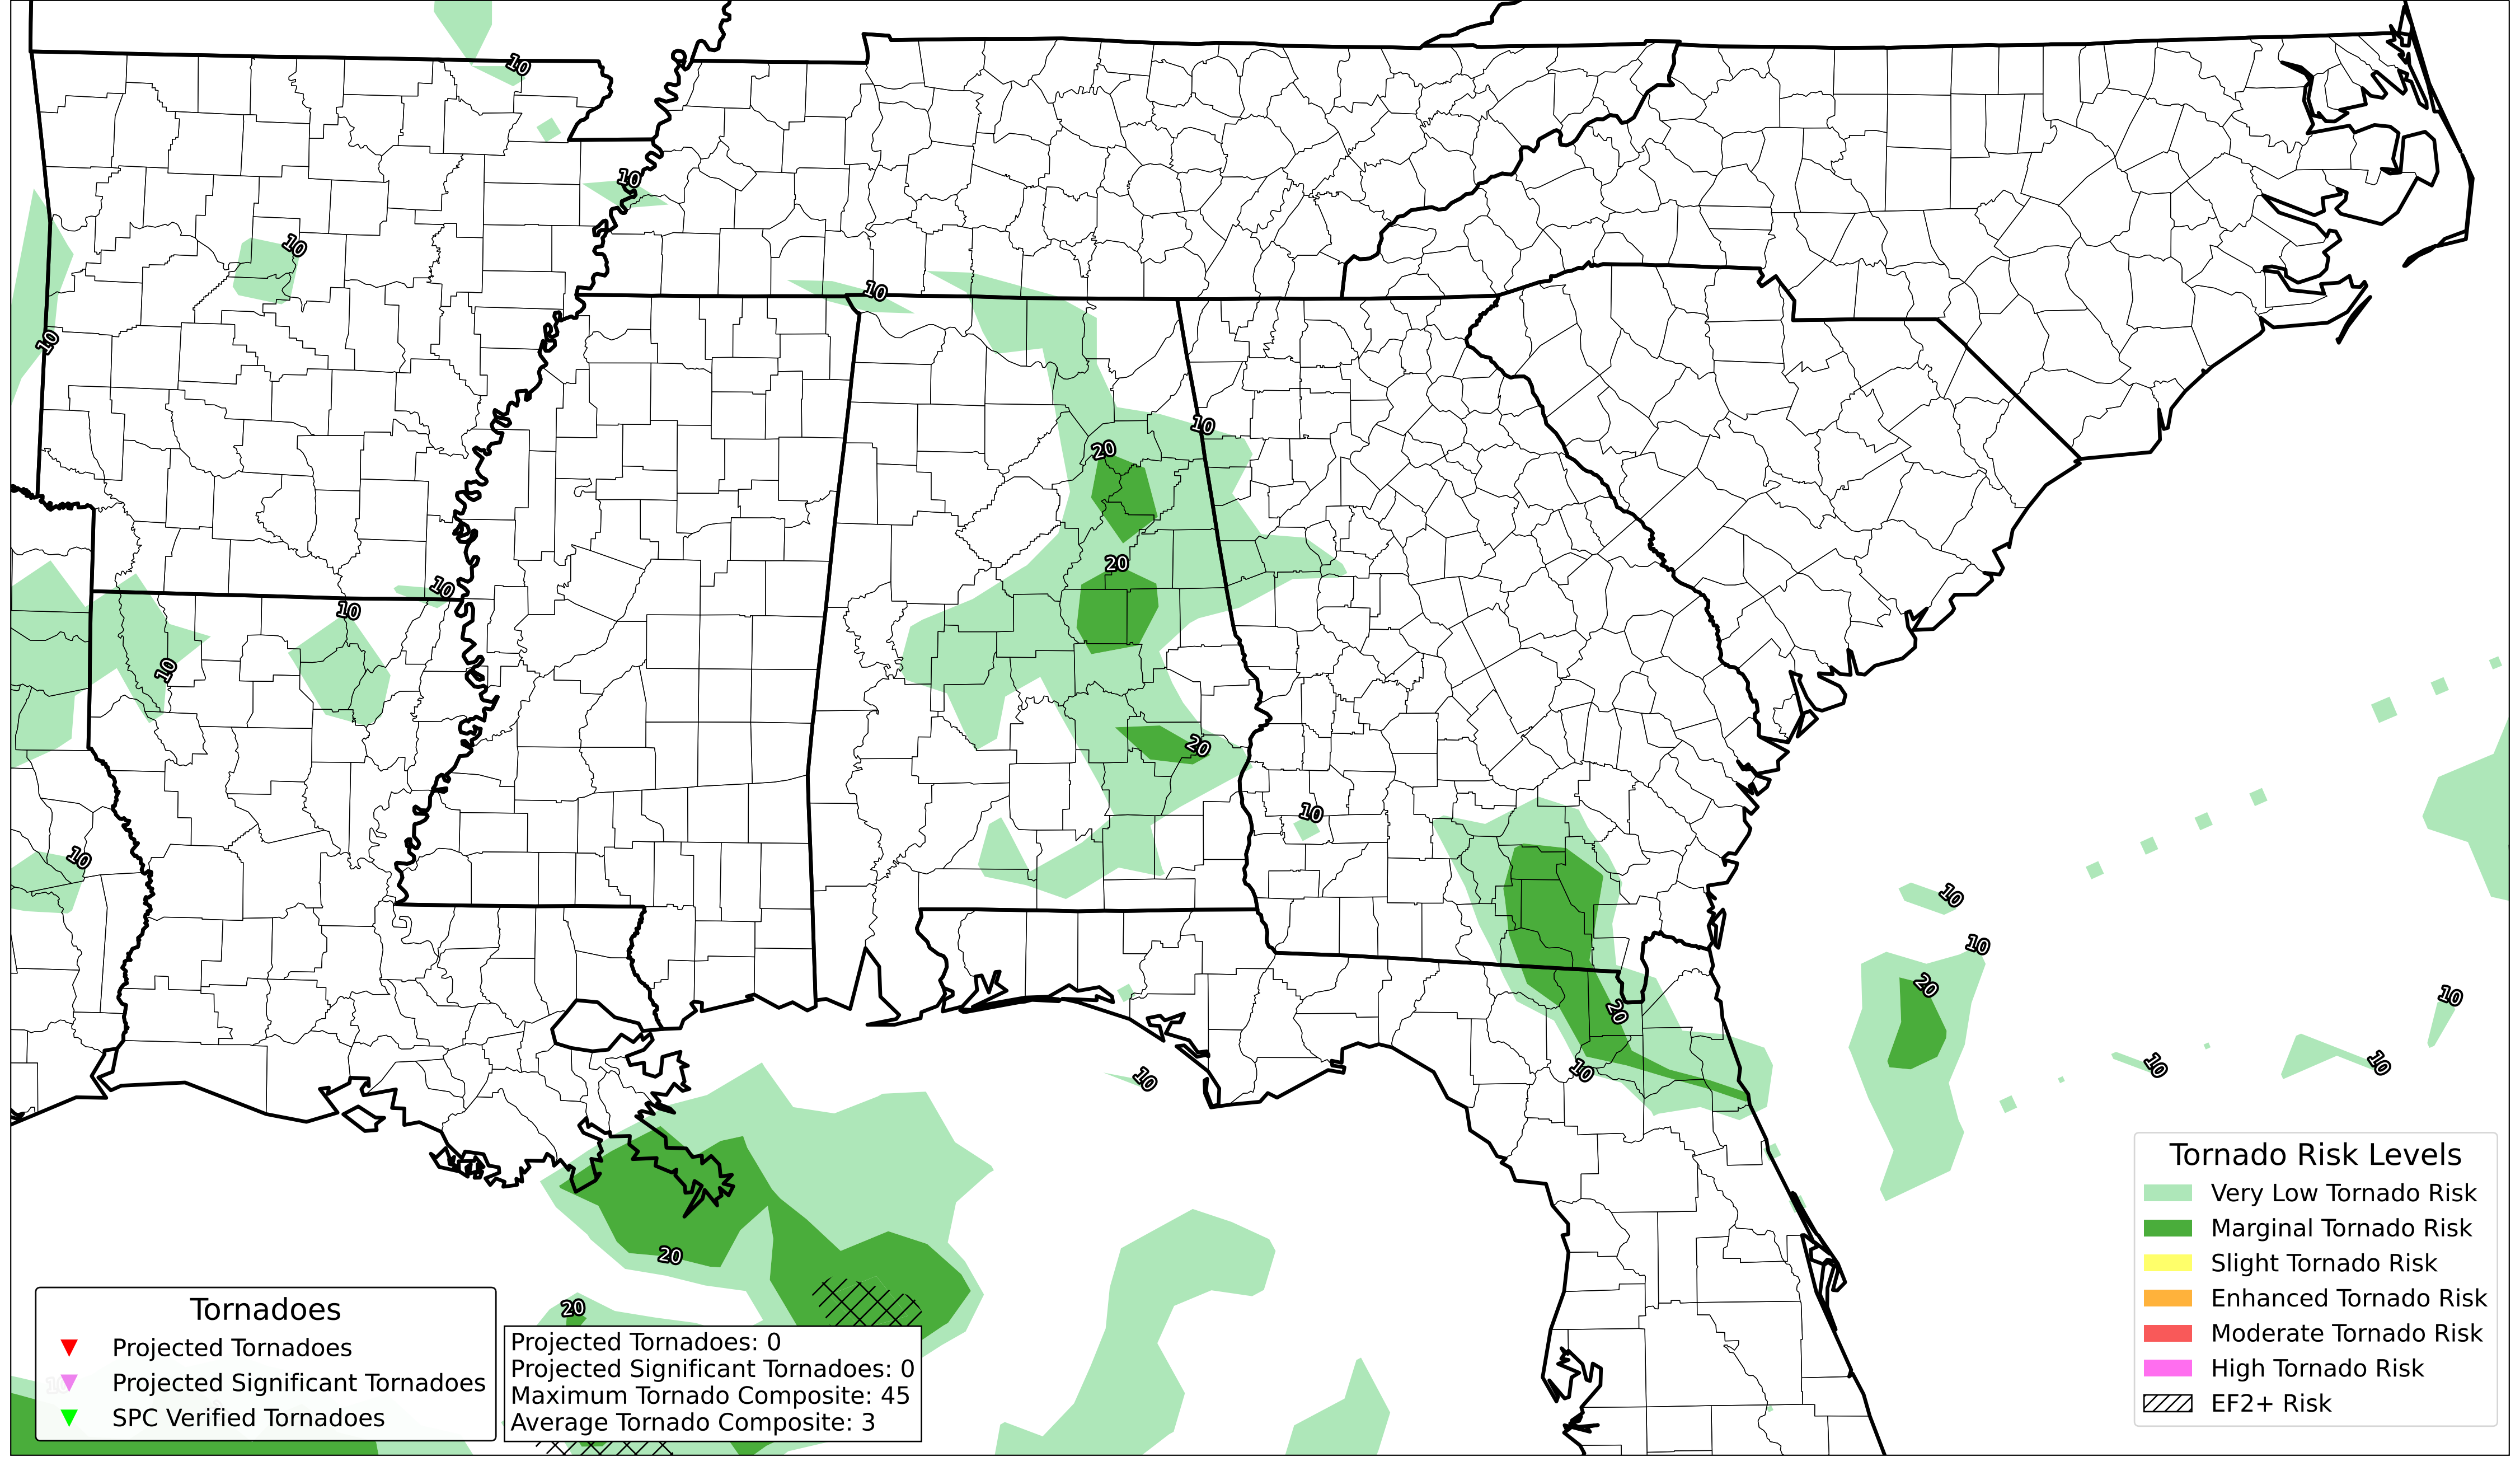 10
10
10
10
10
10
20
20
10
10
10
10
20
10
10
10
10
20
10
20
10
10
10
10
10
20
20
Tornadoes
Projected Tornadoes
Projected Significant Tornadoes
SPC Verified Tornadoes
Projected Tornadoes: 0
Projected Significant Tornadoes: 0
Maximum Tornado Composite: 45
Average Tornado Composite: 3
Tornado Risk Levels
Very Low Tornado Risk
Marginal Tornado Risk
Slight Tornado Risk
Enhanced Tornado Risk
Moderate Tornado Risk
High Tornado Risk
EF2+ Risk